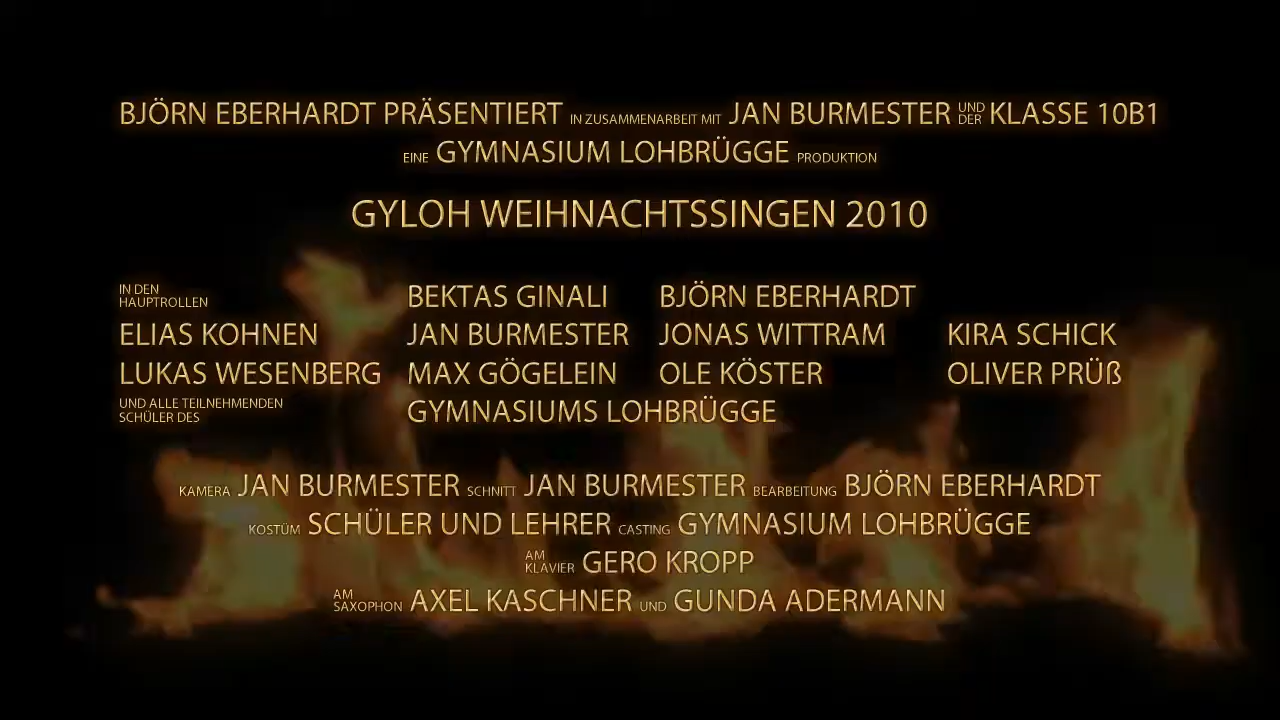 BJÖRN EBERHARDT PRÄSENTIERT IN ZUSAMMENARBEIT MIT JAN BURMESTER UND DER KLASSE 10B1
EINE GYMNASIUM LOHBRÜGGE PRODUKTION
GYLOH WEIHNACHTSSINGEN 2010
IN DEN HAUPTROLLEN BEKTAS GINALI BJÖRN EBERHARDT
ELIAS KOHNEN JAN BURMESTER JONAS WITTRAM KIRA SCHICK
LUKAS WESENBERG MAX GÖGELEIN OLE KÖSTER OLIVER PRÜß
UND ALLE TEILNEHMENDEN SCHÜLER DES GYMNASIUMS LOHBRÜGGE
KAMERA JAN BURMESTER SCHNITT JAN BURMESTER BEARBEITUNG BJÖRN EBERHARDT
KOSTÜM SCHÜLER UND LEHRER CASTING GYMNASIUM LOHBRÜGGE
AM KLAVIER GERO KROPP
AM SAXOPHON AXEL KASCHNER UND GUNDA ADERMANN